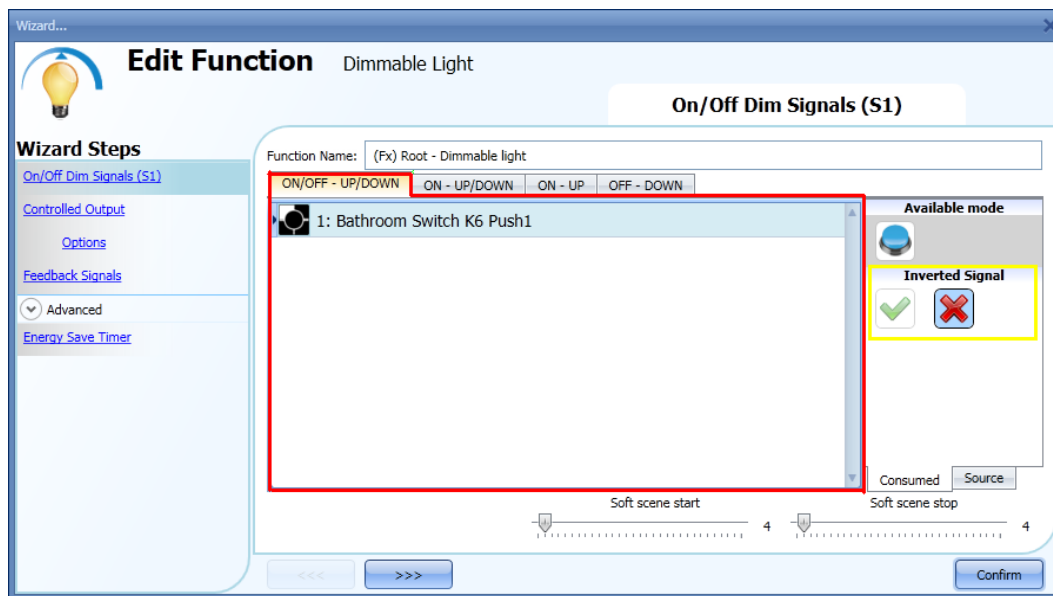 Wizard...
Edit Function Dimmable Light
On/Off Dim Signals (S1)
Wizard Steps
On/Off Dim Signals (S1)
Controlled Output
Options
Feedback Signals
Advanced
Energy Save Timer
Function Name: (Fx) Root - Dimmable light
ON/OFF - UP/DOWN ON - UP/DOWN ON - UP OFF - DOWN
1: Bathroom Switch K6 Push1
Available mode
Inverted Signal
Consumed Source
Soft scene start Soft scene stop
4 4
<<< >>> Confirm